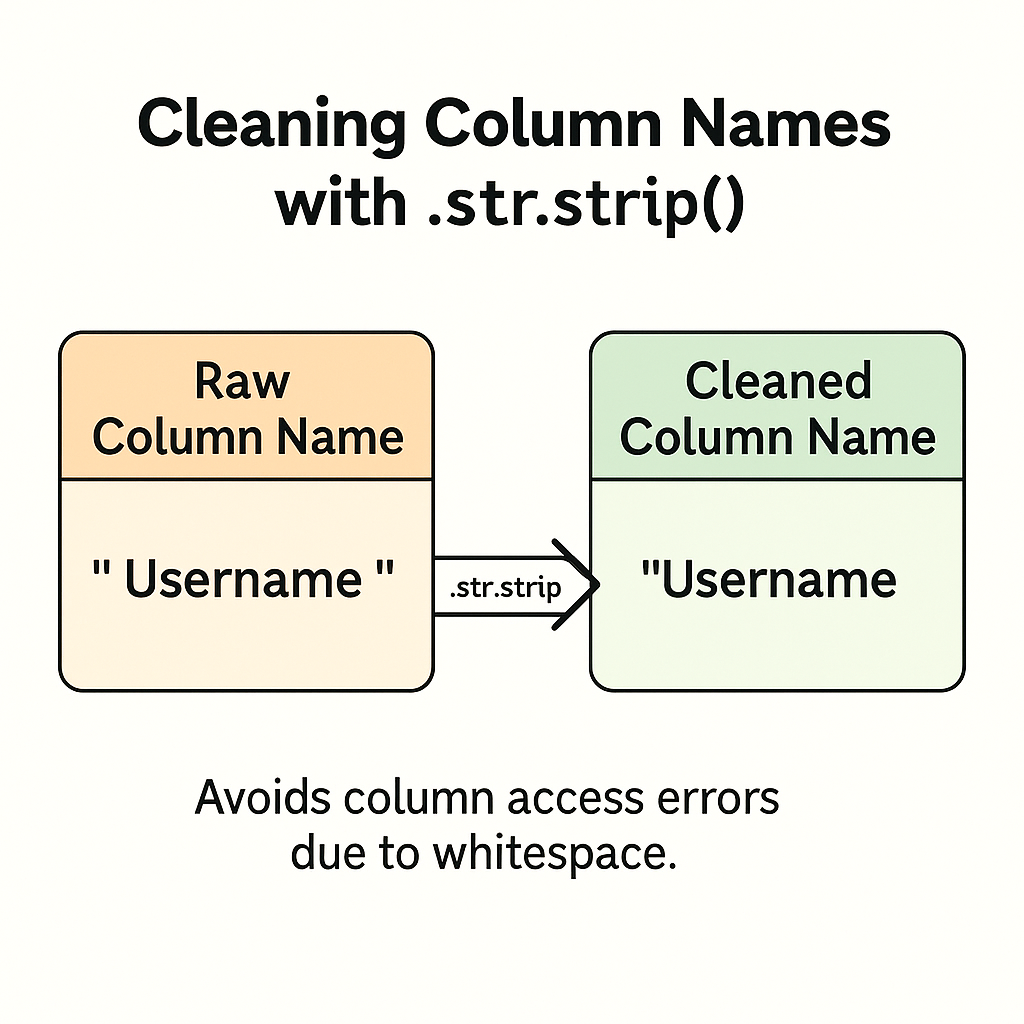 Cleaning Column Names
with .str.strip()
Raw
Column Name
" Username "
.str.strip
Cleaned
Column Name
"Username
Avoids column access errors
due to whitespace.